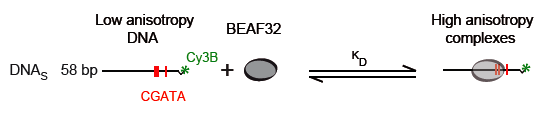 Low anisotropy
DNA
BEAF32
High anisotropy
complexes
Cy3B
DNAS 58 bp
+
KD
CGATA
*
*